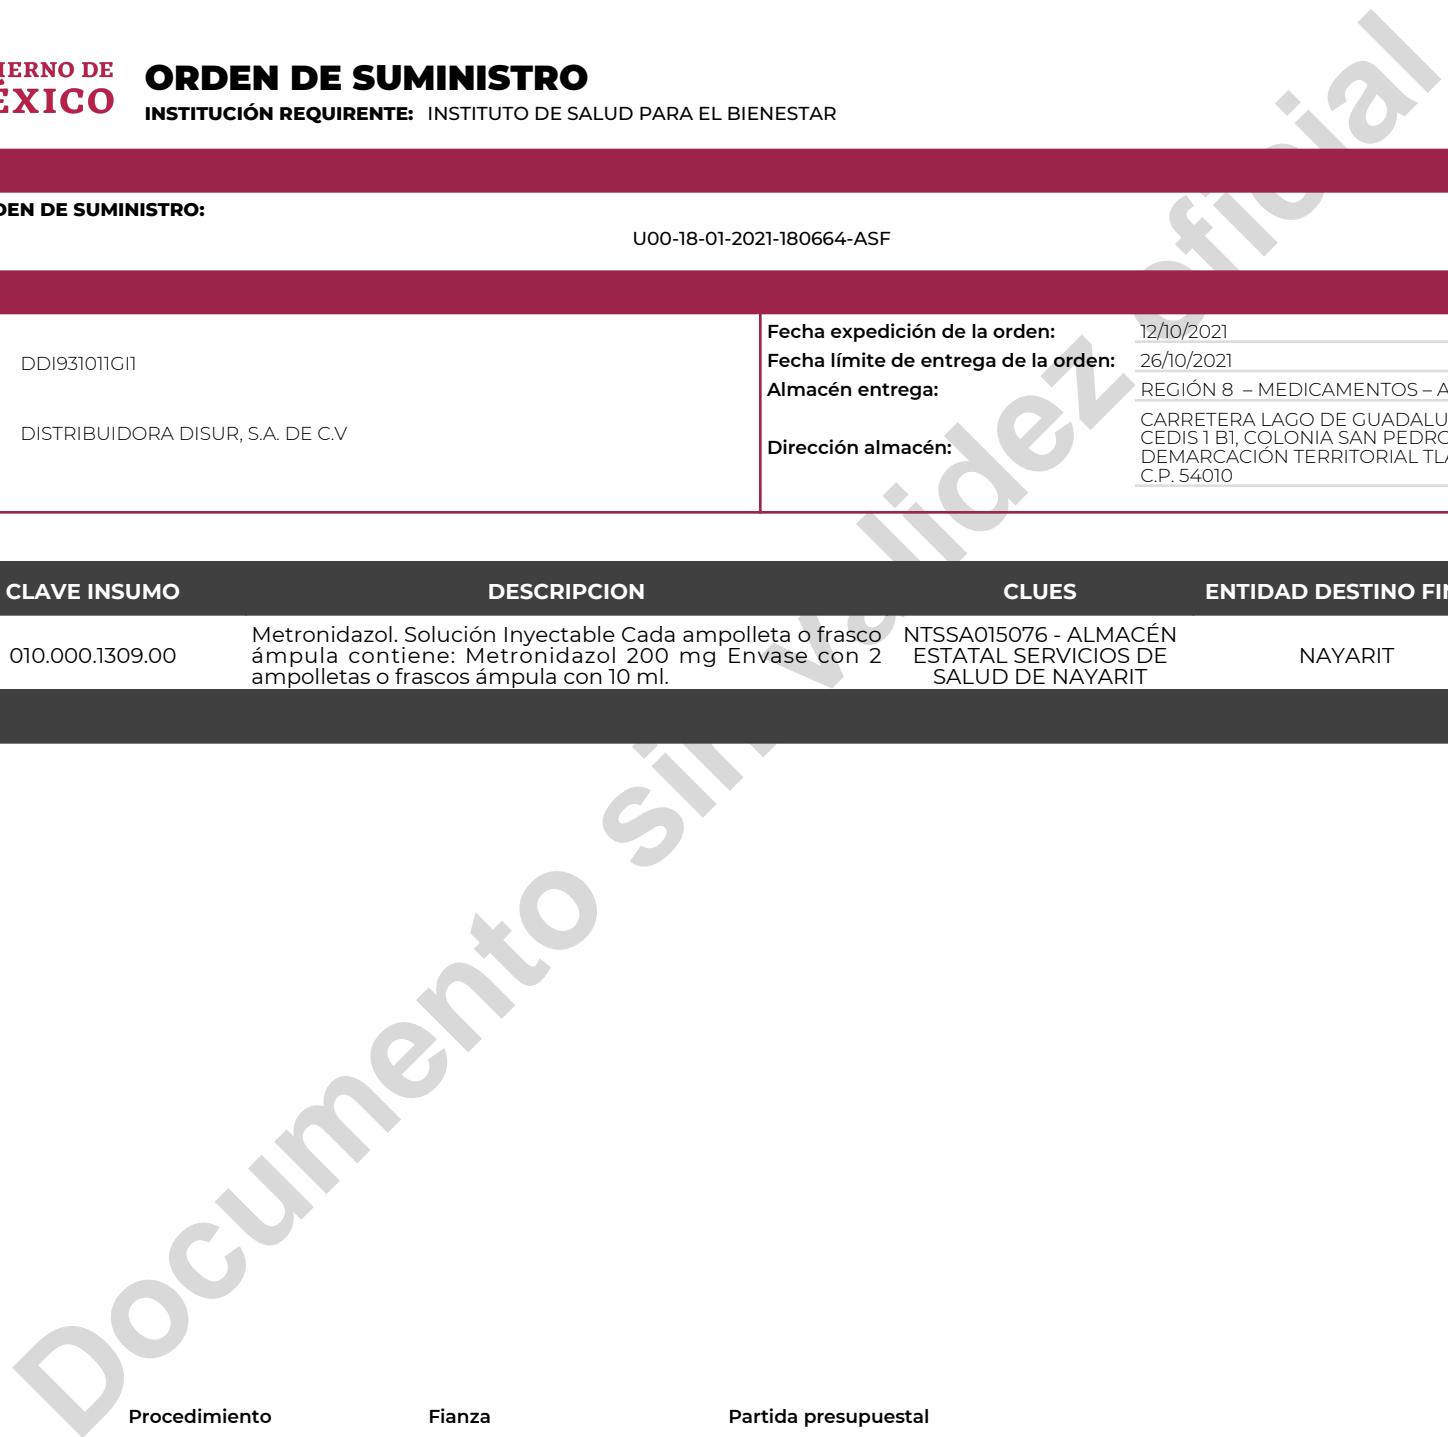 IERNO DE
ÉXICO
ORDEN DE SUMINISTRO
INSTITUCIÓN REQUIRENTE: INSTITUTO DE SALUD PARA EL BIENESTAR
DEN DE SUMINISTRO:
U00-18-01-2021-180664-ASF
DDI931011GI1
DISTRIBUIDORA DISUR, S.A. DE C.V
Fecha expedición de la orden: 12/10/2021
Fecha límite de entrega de la orden: 26/10/2021
Almacén entrega: REGIÓN 8 – MEDICAMENTOS – A
Dirección almacén:
CARRETERA LAGO DE GUADALU
CEDIS 1 B1, COLONIA SAN PEDRO
DEMARCACIÓN TERRITORIAL TLA
C.P. 54010
CLAVE INSUMO DESCRIPCION CLUES ENTIDAD DESTINO FIN
010.000.1309.00
Metronidazol. Solución Inyectable Cada ampolleta o frasco
ámpula contiene: Metronidazol 200 mg Envase con 2
ampolletas o frascos ámpula con 10 ml.
NTSSA015076 - ALMACÉN
ESTATAL SERVICIOS DE
SALUD DE NAYARIT
NAYARIT
Documento sin validez oficial
Procedimiento Fianza Partida presupuestal